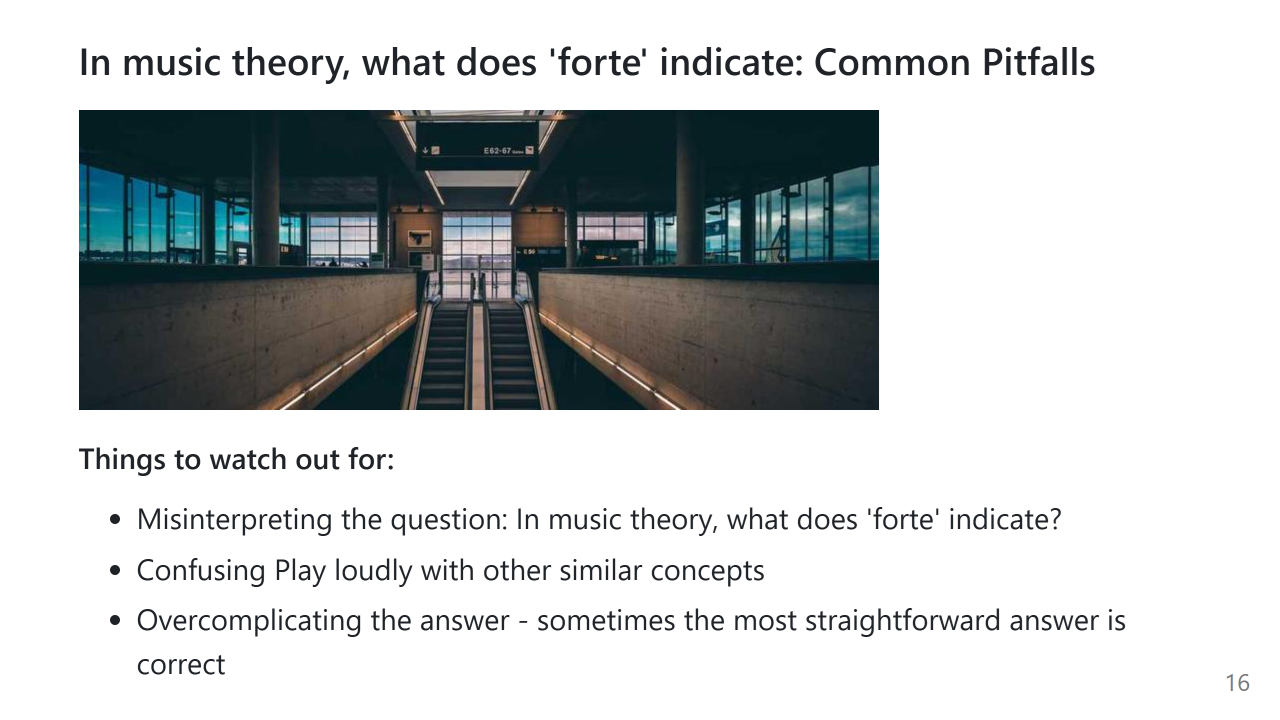 In music theory, what does 'forte' indicate: Common Pitfalls
E62-67
Things to watch out for:
Misinterpreting the question: In music theory, what does 'forte' indicate?
Confusing Play loudly with other similar concepts
Overcomplicating the answer - sometimes the most straightforward answer is
correct
16